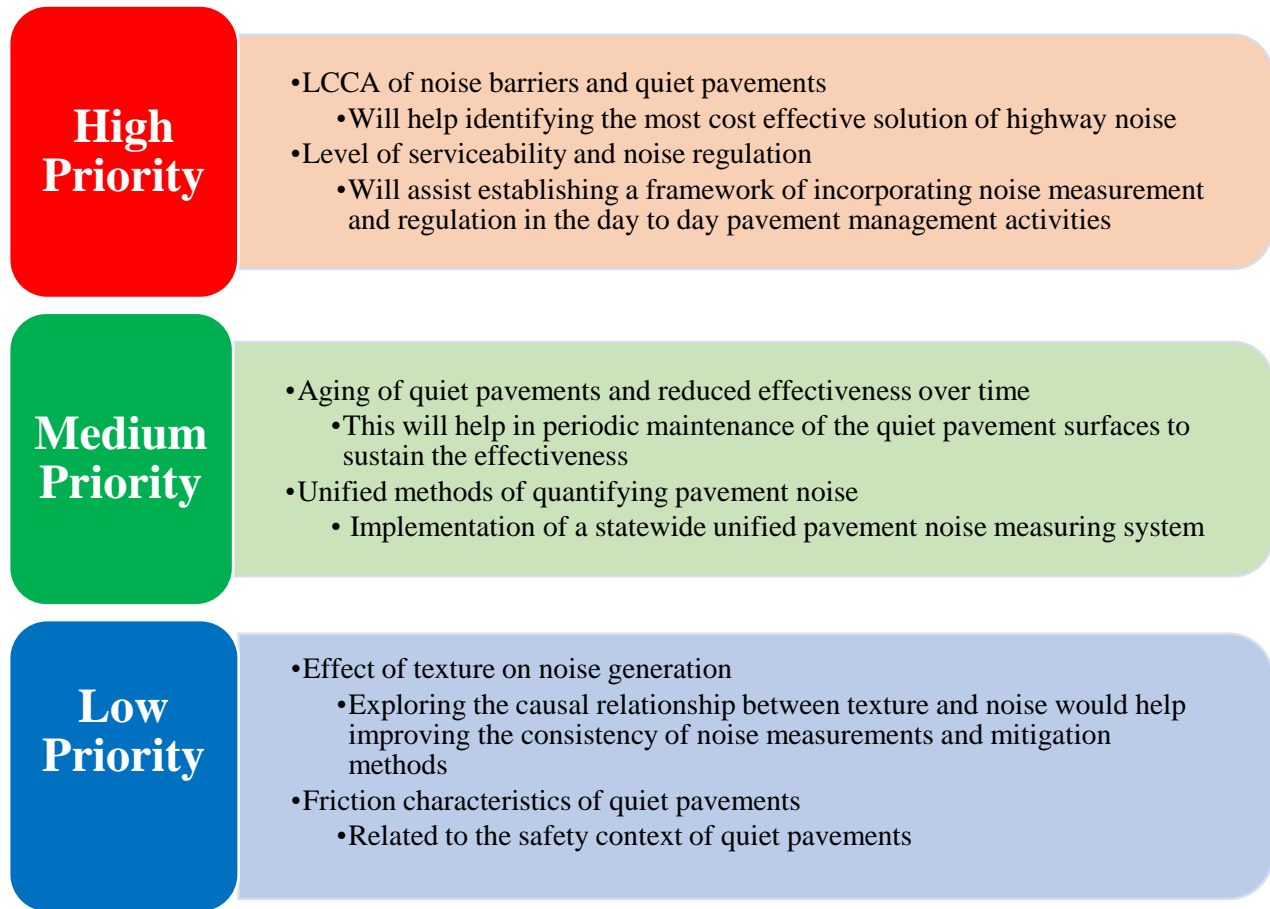 High
Priority
•LCCA of noise barriers and quiet pavements
•Will help identifying the most cost effective solution of highway noise
•Level of serviceability and noise regulation
•Will assist establishing a framework of incorporating noise measurement
and regulation in the day to day pavement management activities
Medium
Priority
•Aging of quiet pavements and reduced effectiveness over time
•This will help in periodic maintenance of the quiet pavement surfaces to
sustain the effectiveness
•Unified methods of quantifying pavement noise
• Implementation of a statewide unified pavement noise measuring system
Low
Priority
•Effect of texture on noise generation
•Exploring the causal relationship between texture and noise would help
improving the consistency of noise measurements and mitigation
methods
•Friction characteristics of quiet pavements
•Related to the safety context of quiet pavements